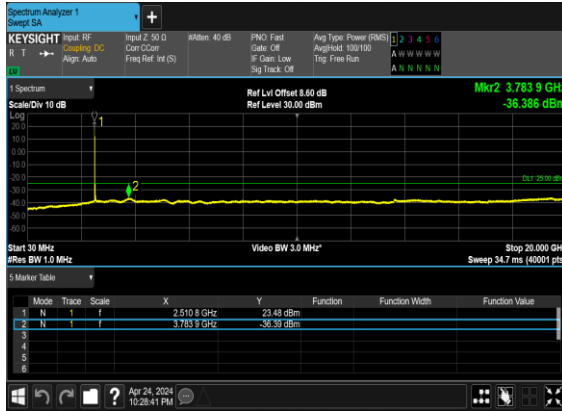 Spectrum Analyzer 1
Swept SA
+
KEYSIGHT Input: RF Input Z: 50 Ω #Atten: 40 dB PNO: Fast Avg Type: Power (RMS) 1 2 3 4 5 6
R T Coupling: DC Corr CCorr Gate: Off Avg|Hold: 100/100 A W W W W W
Align: Auto Freq Ref: Int (S) IF Gain: Low Trig: Free Run
LU Sig Track: Off A N N N N N
1 Spectrum Ref Lvl Offset 8.60 dB Mkr2 3.783 9 GHz
Scale/Div 10 dB Ref Level 30.00 dBm -36.386 dBm
Log
1
20.0
10.0
0.00
-10.0
DL1 -25.00 dBm
-20.0
2
-30.0
-40.0
-50.0
-60.0
Start 30 MHz Video BW 3.0 MHz* Stop 20.000 GHz
#Res BW 1.0 MHz Sweep 34.7 ms (40001 pts)
5 Marker Table
Mode Trace Scale X Y Function Function Width Function Value
1 N 1 f 2.510 8 GHz 23.48 dBm
2 N 1 f 3.783 9 GHz -36.39 dBm
3
4
5
6
? Apr 24, 2024
10:28:41 PM